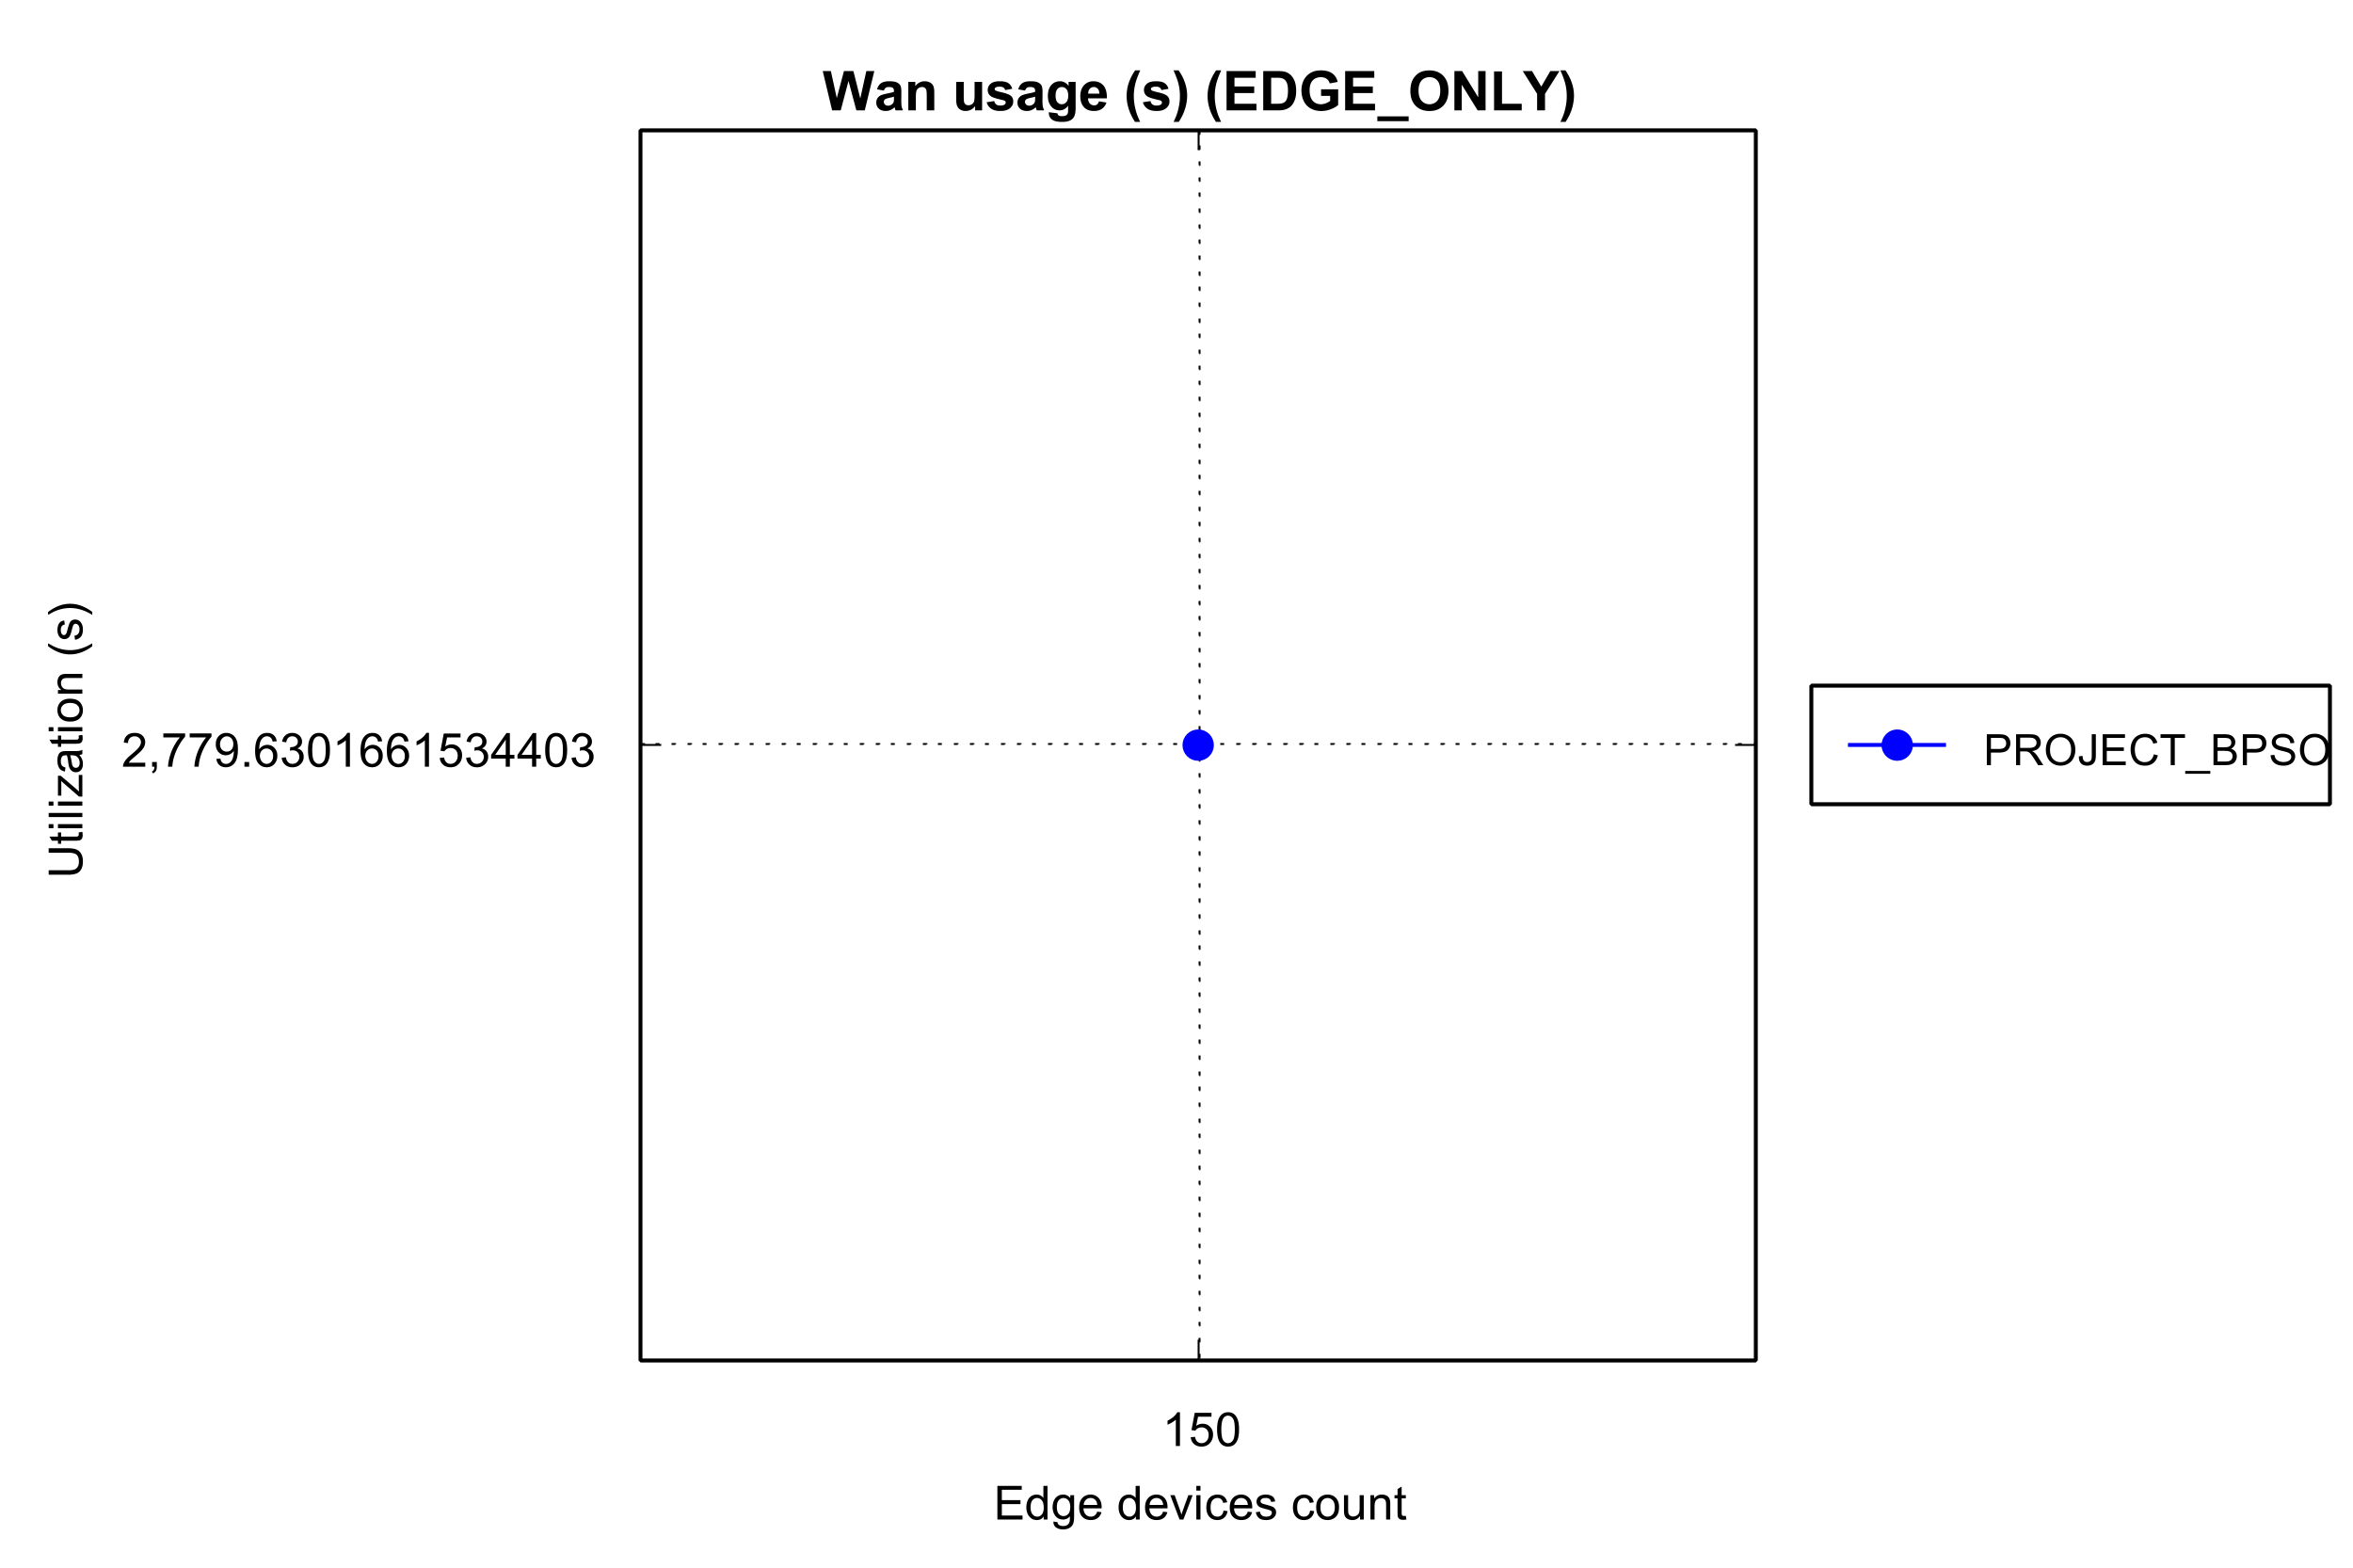 Wan usage (s) (EDGE_ONLY)
Utilization (s)
2,779.6301661534403
PROJECT_BPSO
150
Edge devices count